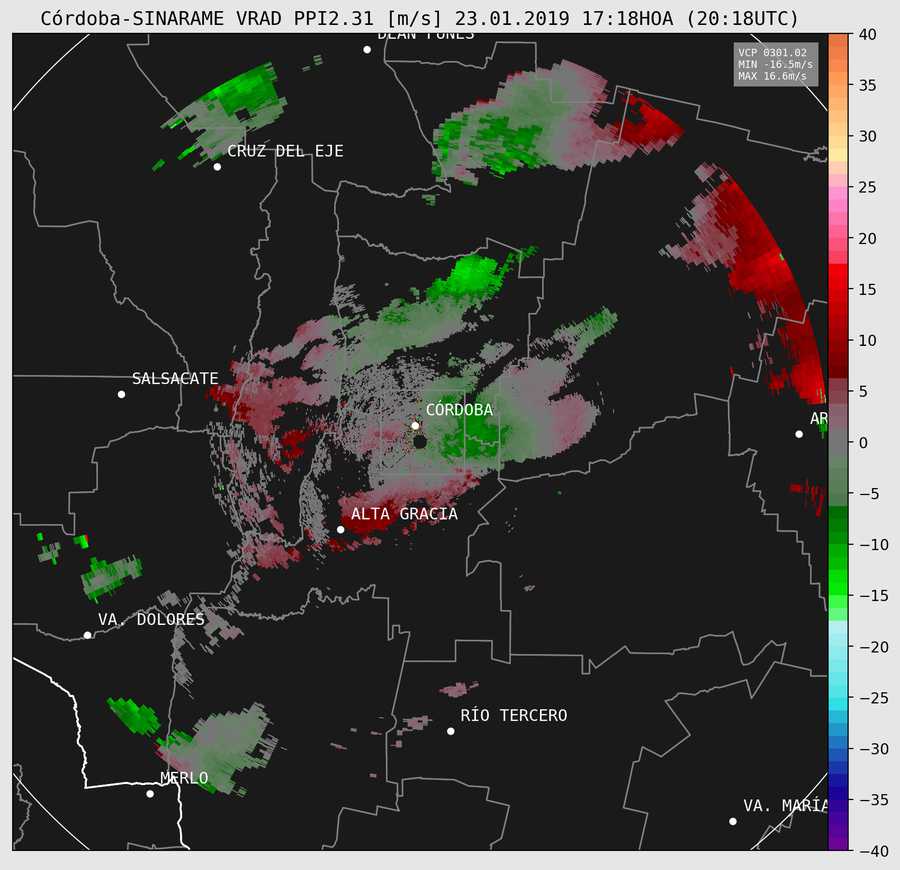 Córdoba-SINARAME VRAD PPI2.31 [m/s] 23.01.2019 17:18HOA (20:18UTC)
DEÁN FUNES
VCP 0301.02
MIN -16.5m/s
MAX 16.6m/s
CRUZ DEL EJE
SALSACATE
CÓRDOBA
AR
ALTA GRACIA
VA. DOLORES
RÍO TERCERO
MERLO
VA. MARÍA
40
35
30
25
20
15
10
5
0
−5
−10
−15
−20
−25
−30
−35
−40